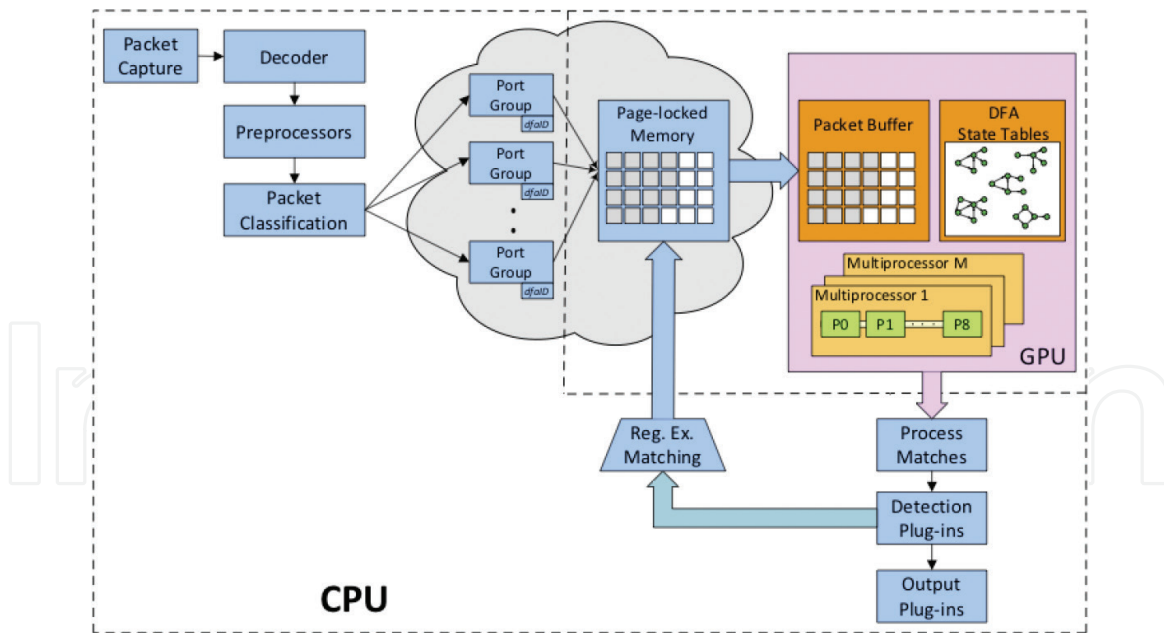 Packet
Capture
Decoder
Preprocessors
Packet
Classification
Port
Group
dfaID
Port
Group
dfaID
Port
Group
dfaID
Page-locked
Memory
Packet Buffer
DFA
State Tables
Multiprocessor M
Multiprocessor 1
P0
P1
P8
GPU
Reg. Ex.
Matching
Process
Matches
Detection
Plug-ins
Output
Plug-ins
CPU